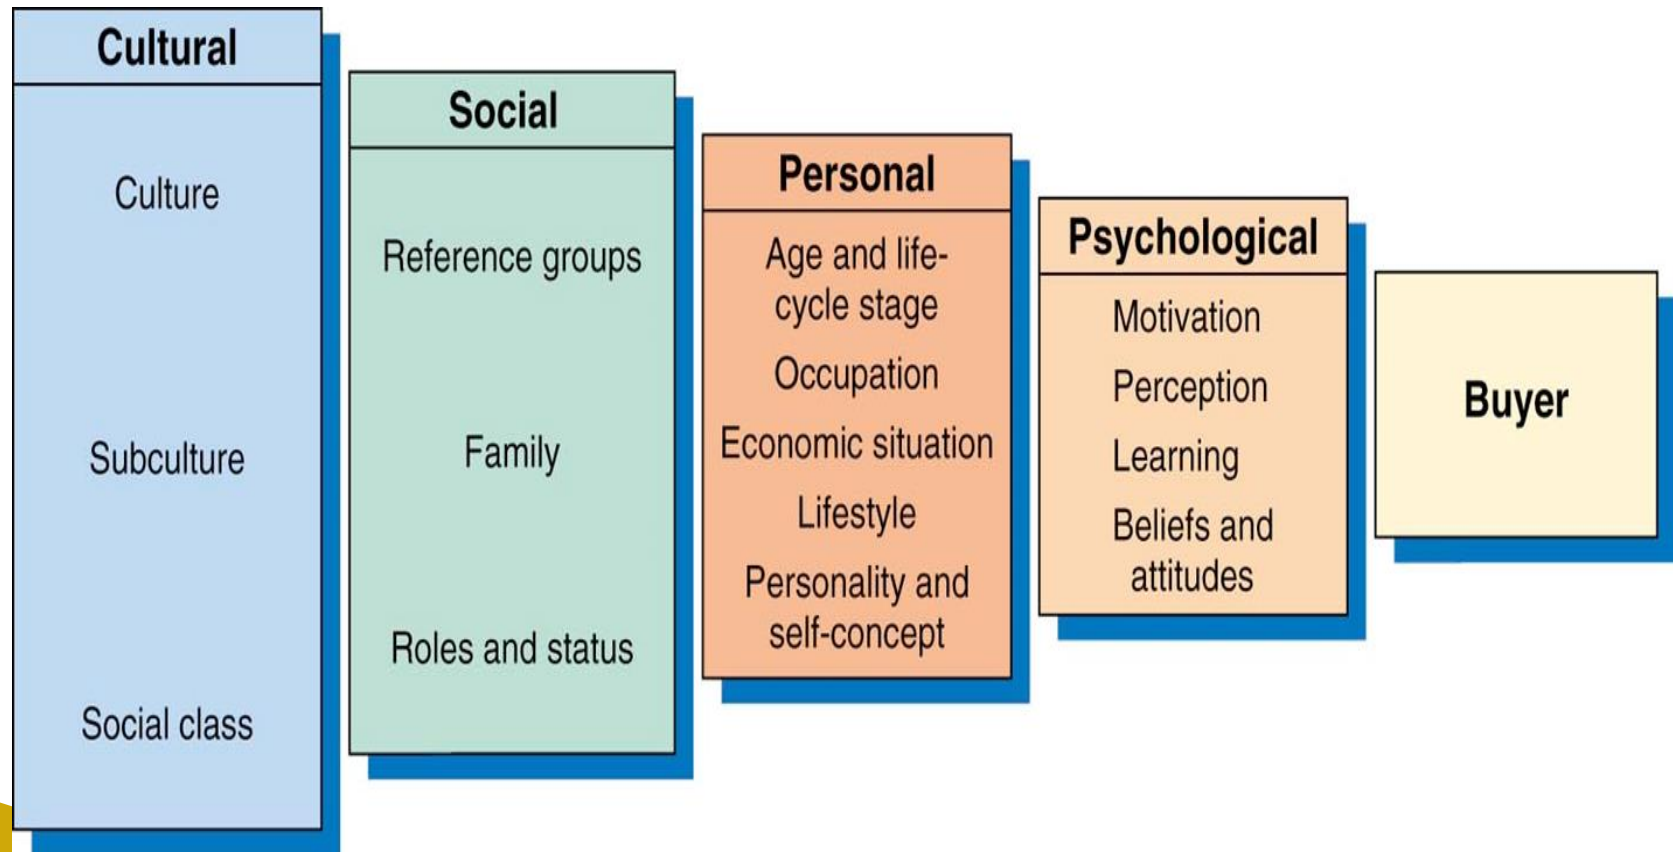 Cultural
Culture
Subculture
Social class
Social
Reference groups
Family
Roles and status
Personal
Age and life-
cycle stage
Occupation
Economic situation
Lifestyle
Personality and
self-concept
Psychological
Motivation
Perception
Learning
Beliefs and
attitudes
Buyer